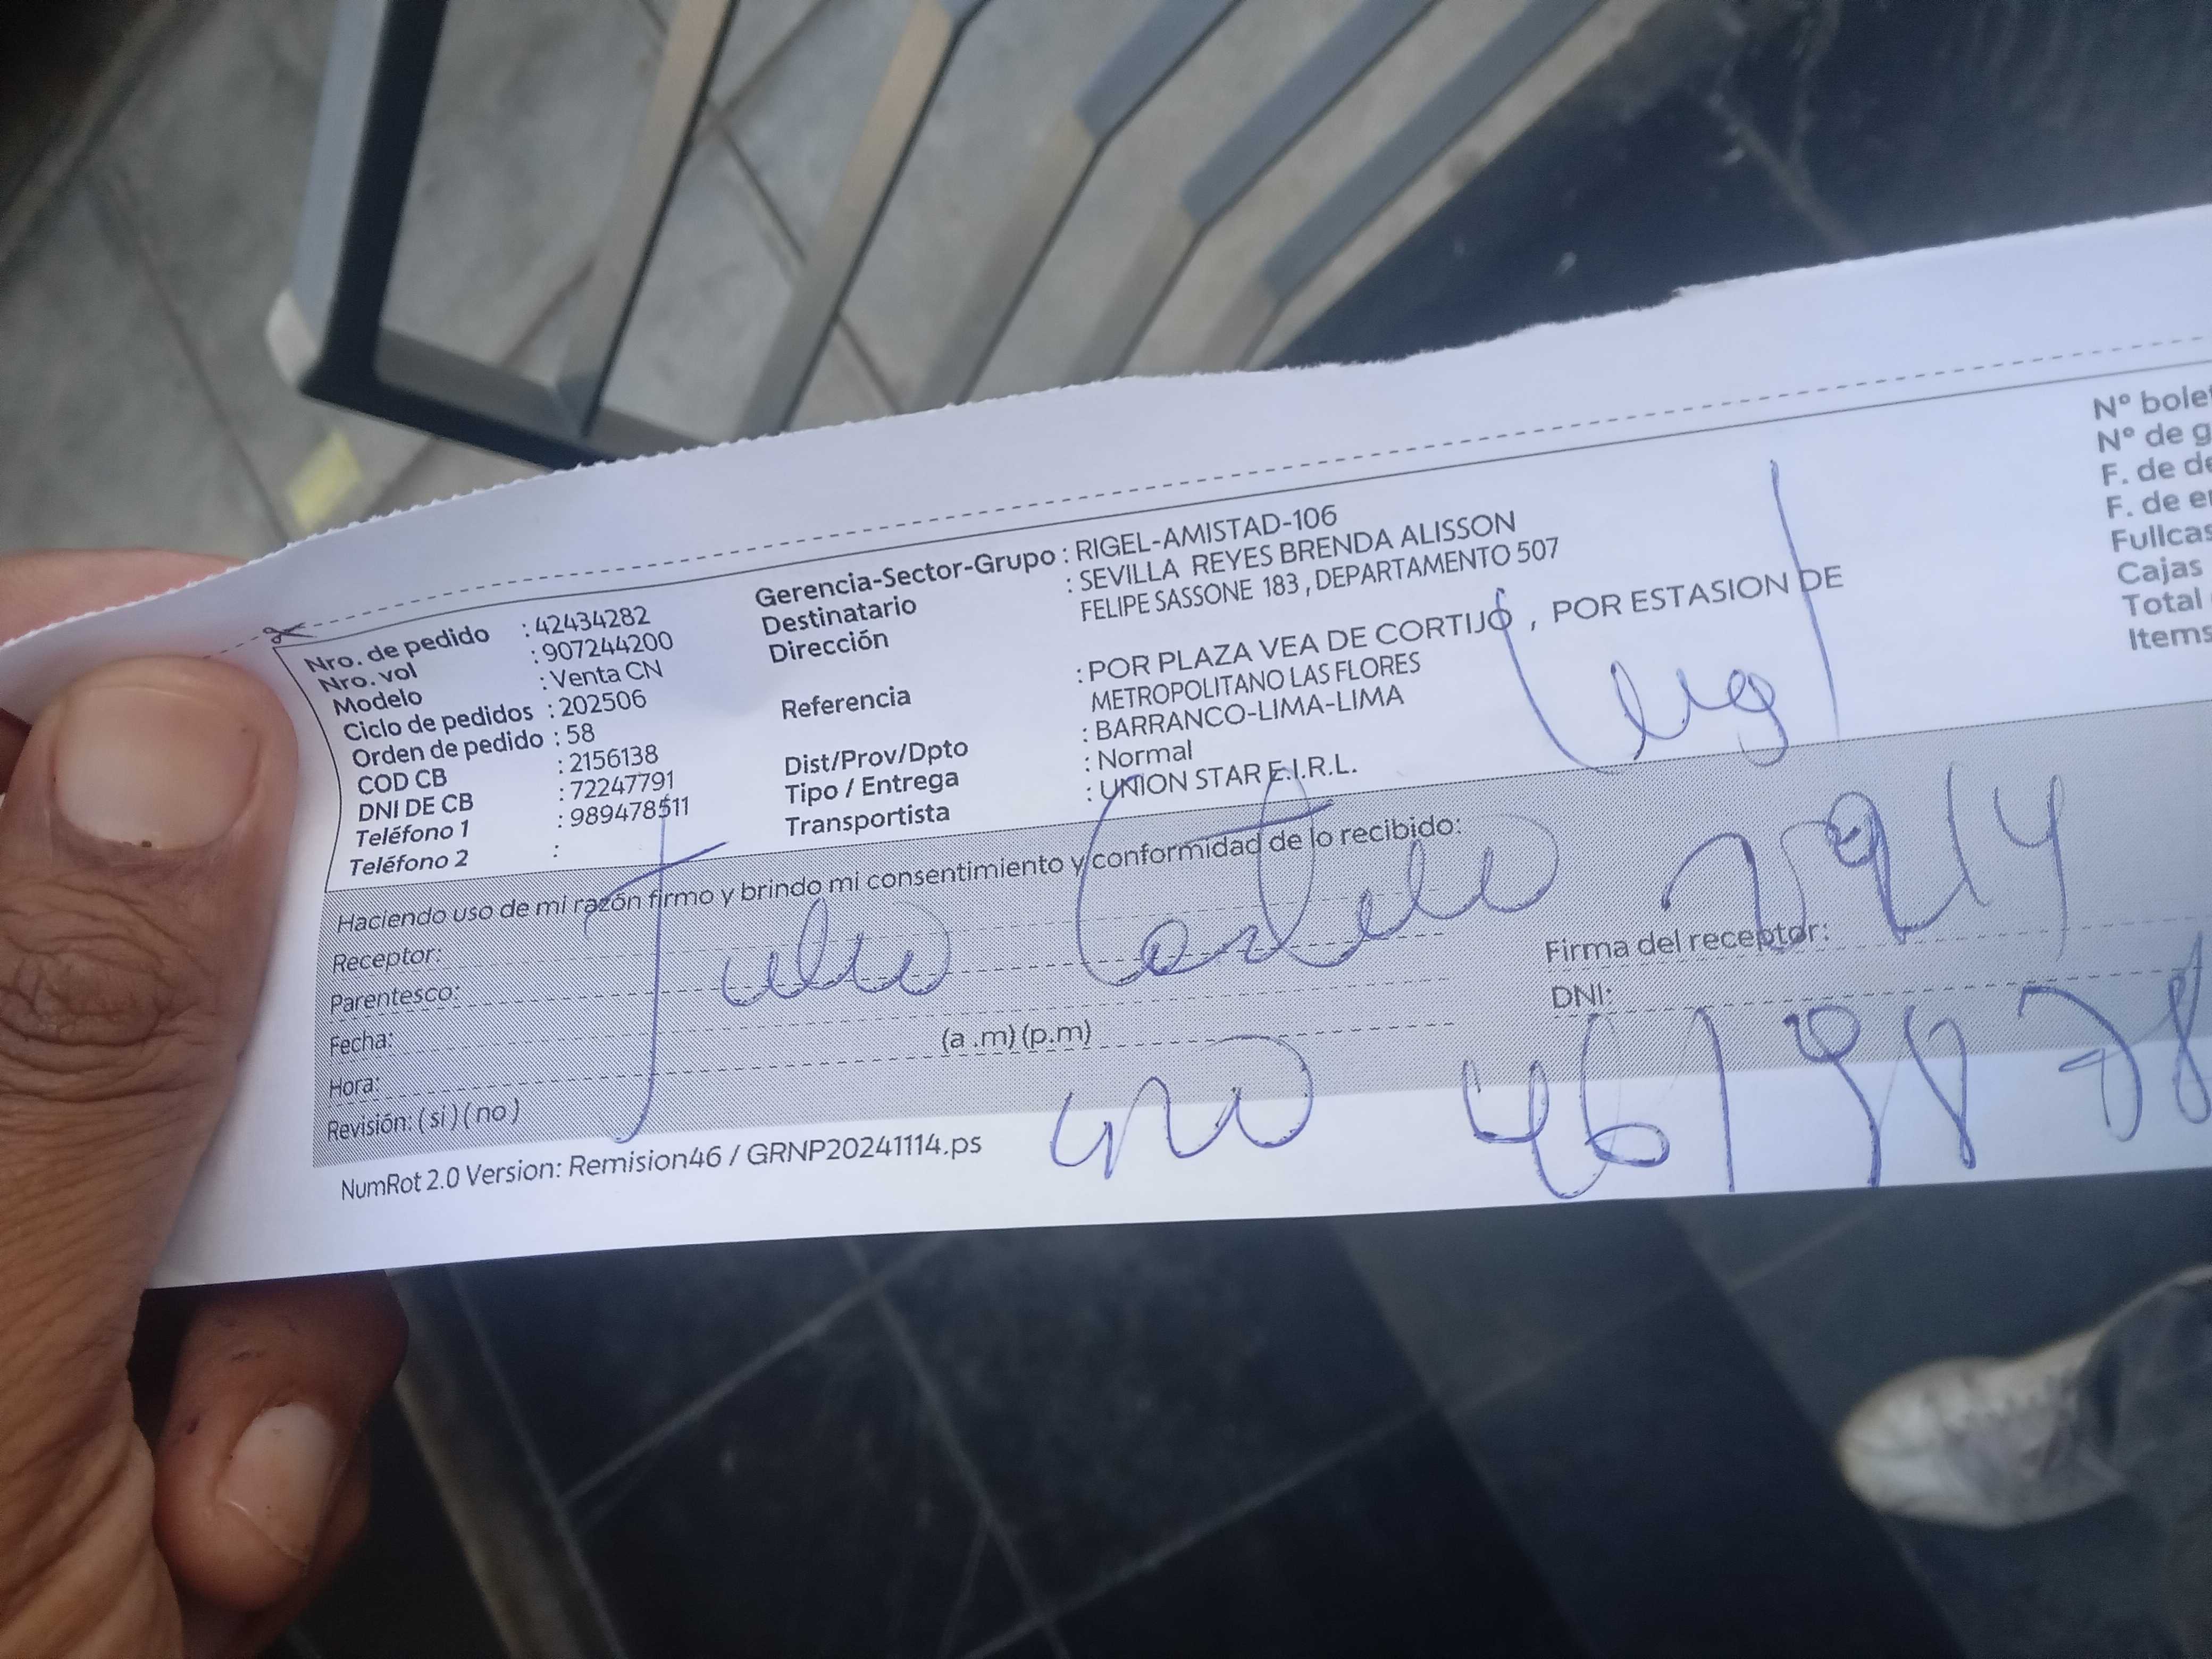 Nro. de pedido : 42434282
Nro. vol : 907244200
Modelo : Venta CN
Ciclo de pedidos : 202506
Orden de pedido : 58
COD CB : 2156138
DNI DE CB : 72247791
Teléfono 1 : 989478511
Teléfono 2 :
Gerencia-Sector-Grupo : RIGEL-AMISTAD-106
Destinatario : SEVILLA REYES BRENDA ALISSON
Dirección FELIPE SASSONE 183 , DEPARTAMENTO 507
Referencia : POR PLAZA VEA DE CORTIJO , POR ESTASION DE
METROPOLITANO LAS FLORES
Dist/Prov/Dpto : BARRANCO-LIMA-LIMA
Tipo / Entrega : Normal
Transportista : UNION STAR E.I.R.L.
Nº bolet
Nº de g
F. de de
F. de e
Fullcas
Cajas
Total
Items
Haciendo uso de mi razón firmo y brindo mi consentimiento y conformidad de lo recibido:
Receptor:
Julio
Parentesco:
Fecha:
Hora: (a .m) (p.m)
Revisión: ( si ) ( no )
Firma del receptor:
DNI:
NumRot 2.0 Version: Remision46 / GRNP20241114.ps